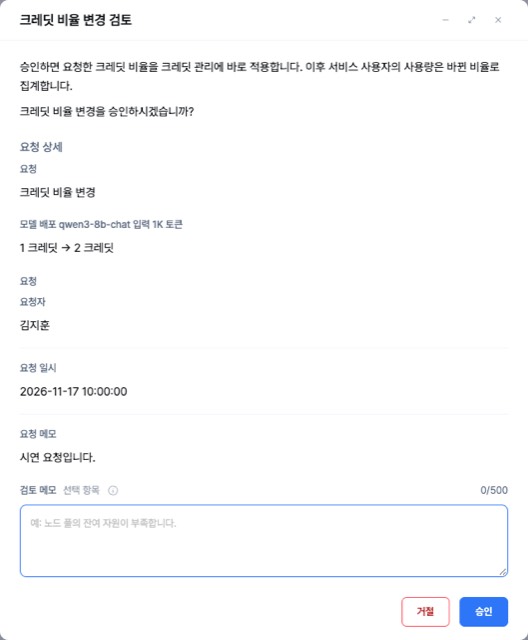 크레딧 비율 변경 검토
승인하면 요청한 크레딧 비율을 크레딧 관리에 바로 적용합니다. 이후 서비스 사용자의 사용량은 바뀐 비율로
집계합니다.
크레딧 비율 변경을 승인하시겠습니까?
요청 상세
요청
크레딧 비율 변경
모델 배포 qwen3-8b-chat 입력 1K 토큰
1 크레딧 → 2 크레딧
요청
요청자
김지훈
요청 일시
2026-11-17 10:00:00
요청 메모
시연 요청입니다.
검토 메모 선택 항목 0/500
예: 노드 풀의 잔여 자원이 부족합니다.
거절 승인